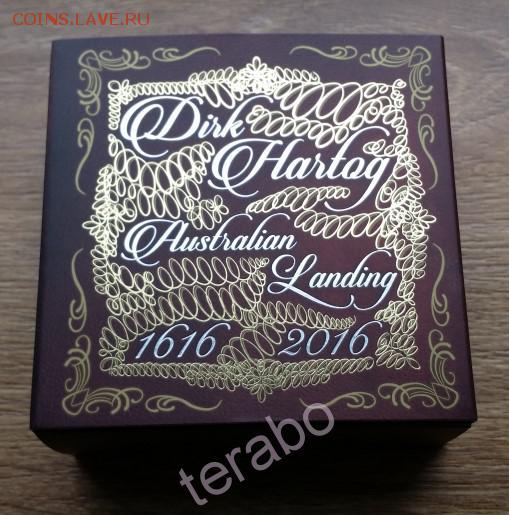 COINS.LAVE.RU
Dirk
Hartog
Australian
Landing
1616 2016
terabo